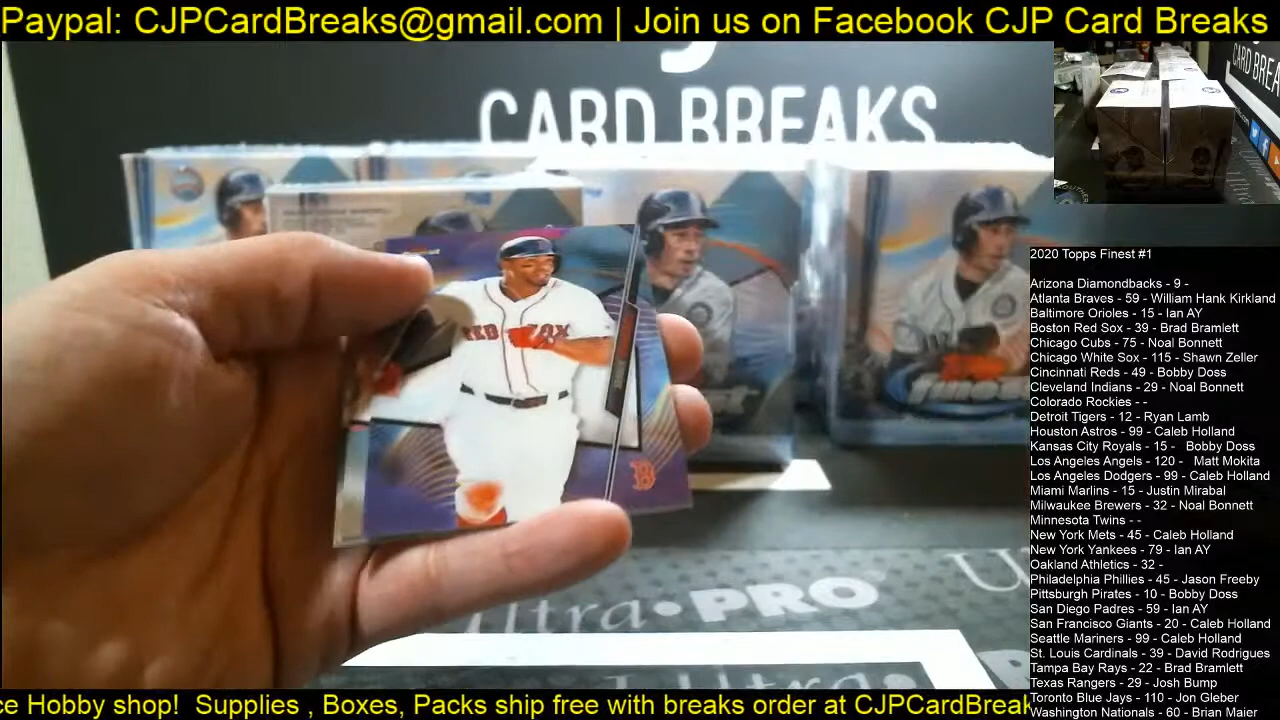 Paypal: CJPCardBreaks@gmail.com | Join us on Facebook CJP Card Breaks
CARD BREAKS
CARD BREA
RED SOX
B
Ultra PRO
2020 Topps Finest #1
Arizona Diamondbacks - 9 -
Atlanta Braves - 59 - William Hank Kirkland
Baltimore Orioles - 15 - Ian AY
Boston Red Sox - 39 - Brad Bramlett
Chicago Cubs - 75 - Noal Bonnett
Chicago White Sox - 115 - Shawn Zeller
Cincinnati Reds - 49 - Bobby Doss
Cleveland Indians - 29 - Noal Bonnett
Colorado Rockies - -
Detroit Tigers - 12 - Ryan Lamb
Houston Astros - 99 - Caleb Holland
Kansas City Royals - 15 - Bobby Doss
Los Angeles Angels - 120 - Matt Mokita
Los Angeles Dodgers - 99 - Caleb Holland
Miami Marlins - 15 - Justin Mirabal
Milwaukee Brewers - 32 - Noal Bonnett
Minnesota Twins - -
New York Mets - 45 - Caleb Holland
New York Yankees - 79 - Ian AY
Oakland Athletics - 32 -
Philadelphia Phillies - 45 - Jason Freeby
Pittsburgh Pirates - 10 - Bobby Doss
San Diego Padres - 59 - Ian AY
San Francisco Giants - 20 - Caleb Holland
Seattle Mariners - 99 - Caleb Holland
St. Louis Cardinals - 39 - David Rodrigues
Tampa Bay Rays - 22 - Brad Bramlett
Texas Rangers - 29 - Josh Bump
Toronto Blue Jays - 110 - Jon Gleber
Washington Nationals - 60 - Brian Maier
ce Hobby shop! Supplies , Boxes, Packs ship free with breaks order at CJPCardBreak